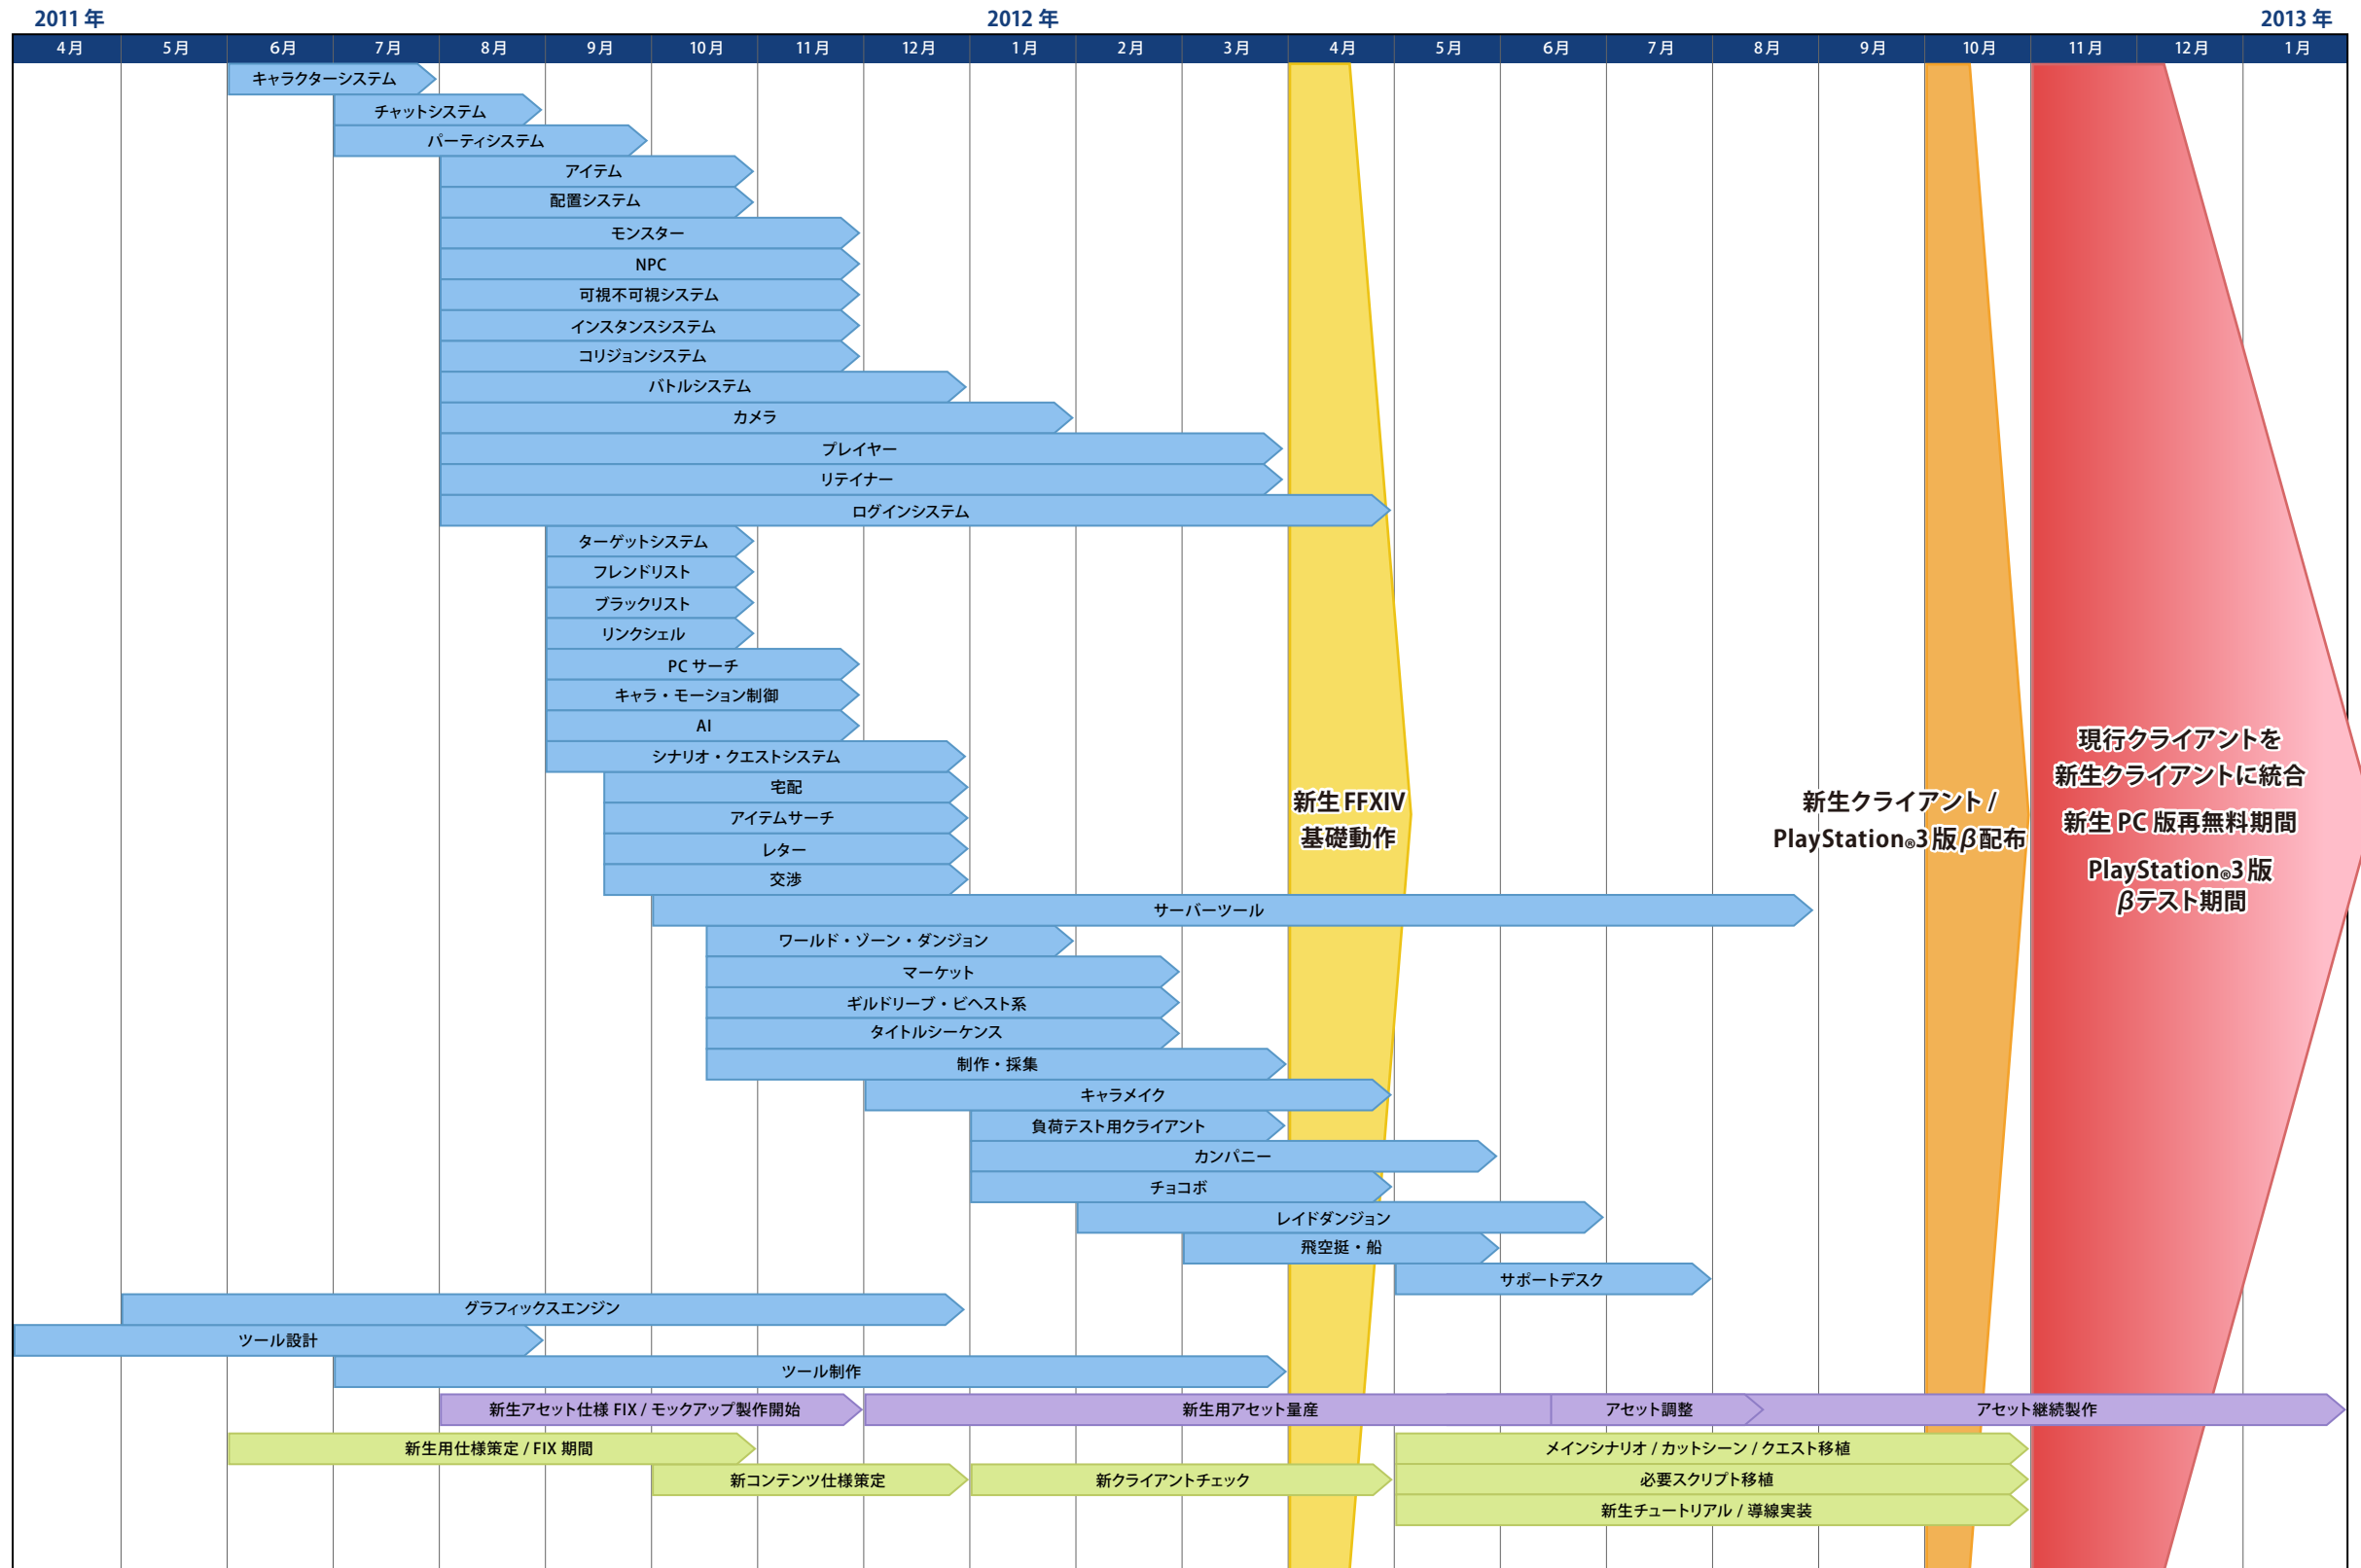 2011 年
2012 年
2013 年
4月 5月 6月 7月 8月 9月 10月 11月 12月 1月 2月 3月 4月 5月 6月 7月 8月 9月 10月 11月 12月 1月
キャラクターシステム
チャットシステム
パーティシステム
アイテム
配置システム
モンスター
NPC
可視不可視システム
インスタンスシステム
コリジョンシステム
バトルシステム
カメラ
プレイヤー
リテイナー
ログインシステム
ターゲットシステム
フレンドリスト
ブラックリスト
リンクシェル
PC サーチ
キャラ・モーション制御
AI
シナリオ・クエストシステム
宅配
アイテムサーチ
レター
交渉
サーバーツール
ワールド・ゾーン・ダンジョン
マーケット
ギルドリーブ・ビヘスト系
タイトルシーケンス
制作・採集
キャラメイク
負荷テスト用クライアント
カンパニー
チョコボ
レイドダンジョン
飛空挺・船
サポートデスク
グラフィックスエンジン
ツール設計
ツール制作
新生アセット仕様 FIX / モックアップ製作開始
新生用アセット量産
アセット調整
アセット継続製作
新生用仕様策定 / FIX 期間
メインシナリオ / カットシーン / クエスト移植
新コンテンツ仕様策定
新クライアントチェック
必要スクリプト移植
新生チュートリアル / 導線実装
新生 FFXIV
基礎動作
新生クライアント /
PlayStation®3 版 β 配布
現行クライアントを
新生クライアントに統合
新生 PC 版再無料期間
PlayStation®3 版
β テスト期間